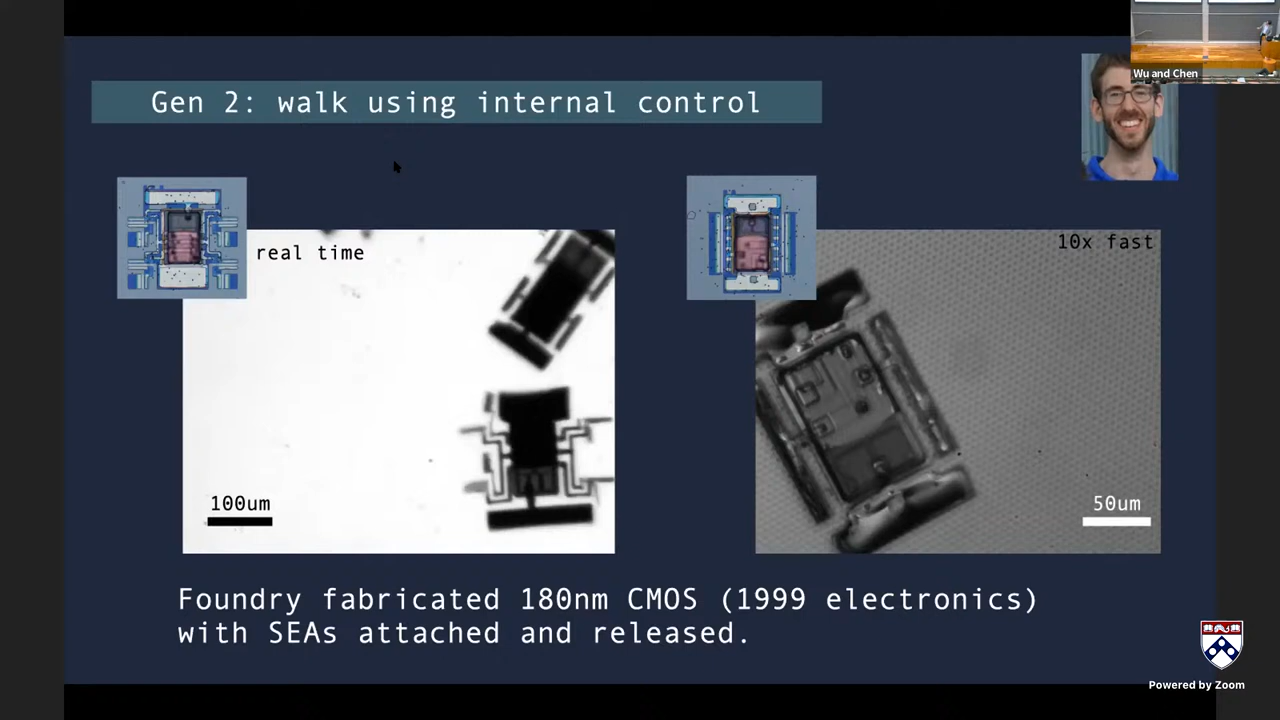 Wu and Chen
Gen 2: walk using internal control
real time
10x fast
100um
50um
Foundry fabricated 180nm CMOS (1999 electronics)
with SEAs attached and released.
Powered by Zoom